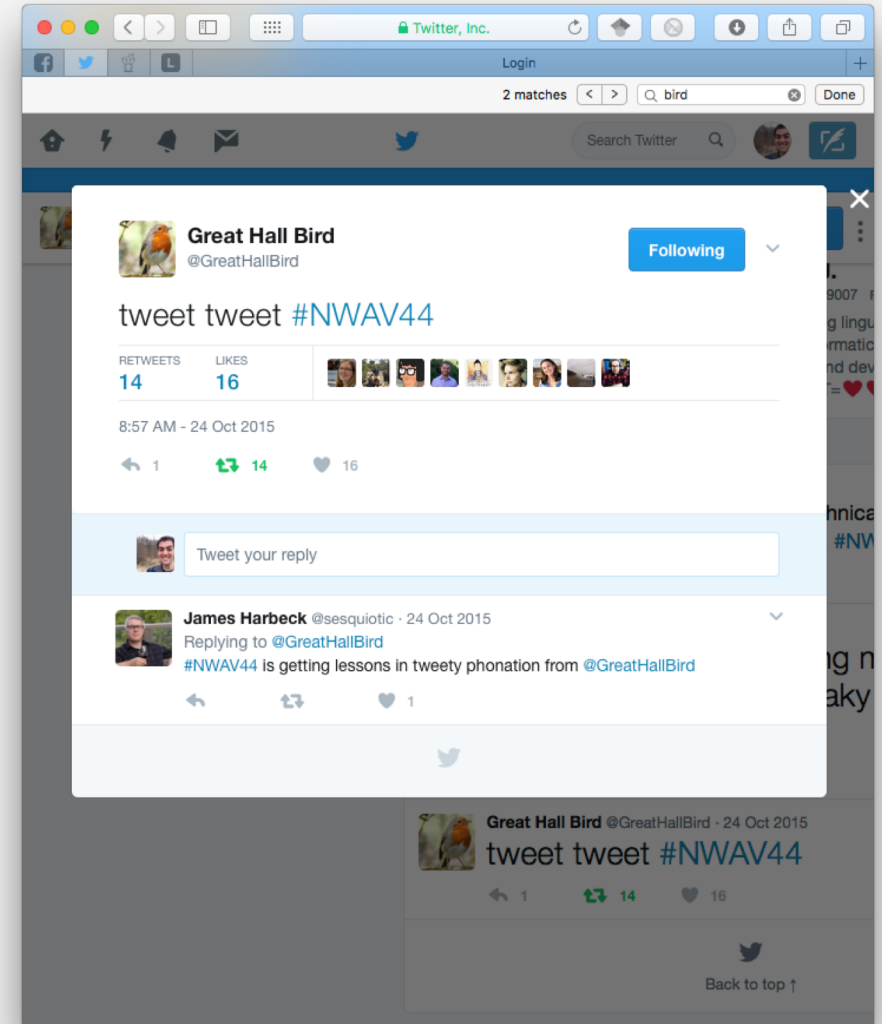 Twitter, Inc.
L
Login
2 matches
bird
Done
Search Twitter
Great Hall Bird
@GreatHallBird
Following
tweet tweet #NWAV44
RETWEETS LIKES
14 16
8:57 AM - 24 Oct 2015
1 14 16
Tweet your reply
James Harbeck @sesquiotic · 24 Oct 2015
Replying to @GreatHallBird
#NWAV44 is getting lessons in tweety phonation from @GreatHallBird
1
9007
Great Hall Bird @GreatHallBird · 24 Oct 2015
tweet tweet #NWAV44
1 14 16
Back to top ↑